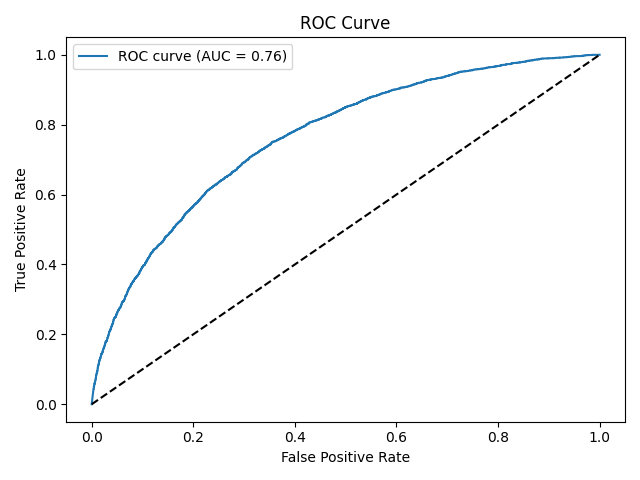 ROC Curve
ROC curve (AUC = 0.76)
True Positive Rate
1.0
0.8
0.6
0.4
0.2
0.0
0.0 0.2 0.4 0.6 0.8 1.0
False Positive Rate